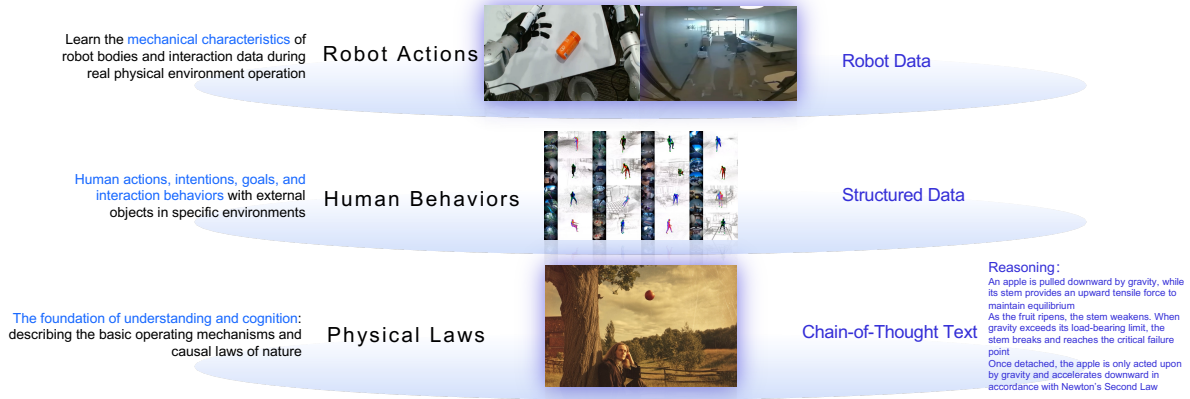 Learn the mechanical characteristics of
robot bodies and interaction data during
real physical environment operation
Robot Actions
Robot Data
Human actions, intentions, goals, and
interaction behaviors with external
objects in specific environments
Human Behaviors
Structured Data
The foundation of understanding and cognition:
describing the basic operating mechanisms and
causal laws of nature
Physical Laws
Chain-of-Thought Text
Reasoning:
An apple is pulled downward by gravity, while
its stem provides an upward tensile force to
maintain equilibrium
As the fruit ripens, the stem weakens. When
gravity exceeds its load-bearing limit, the
stem breaks and reaches the critical failure
point
Once detached, the apple is only acted upon
by gravity and accelerates downward in
accordance with Newton's Second Law